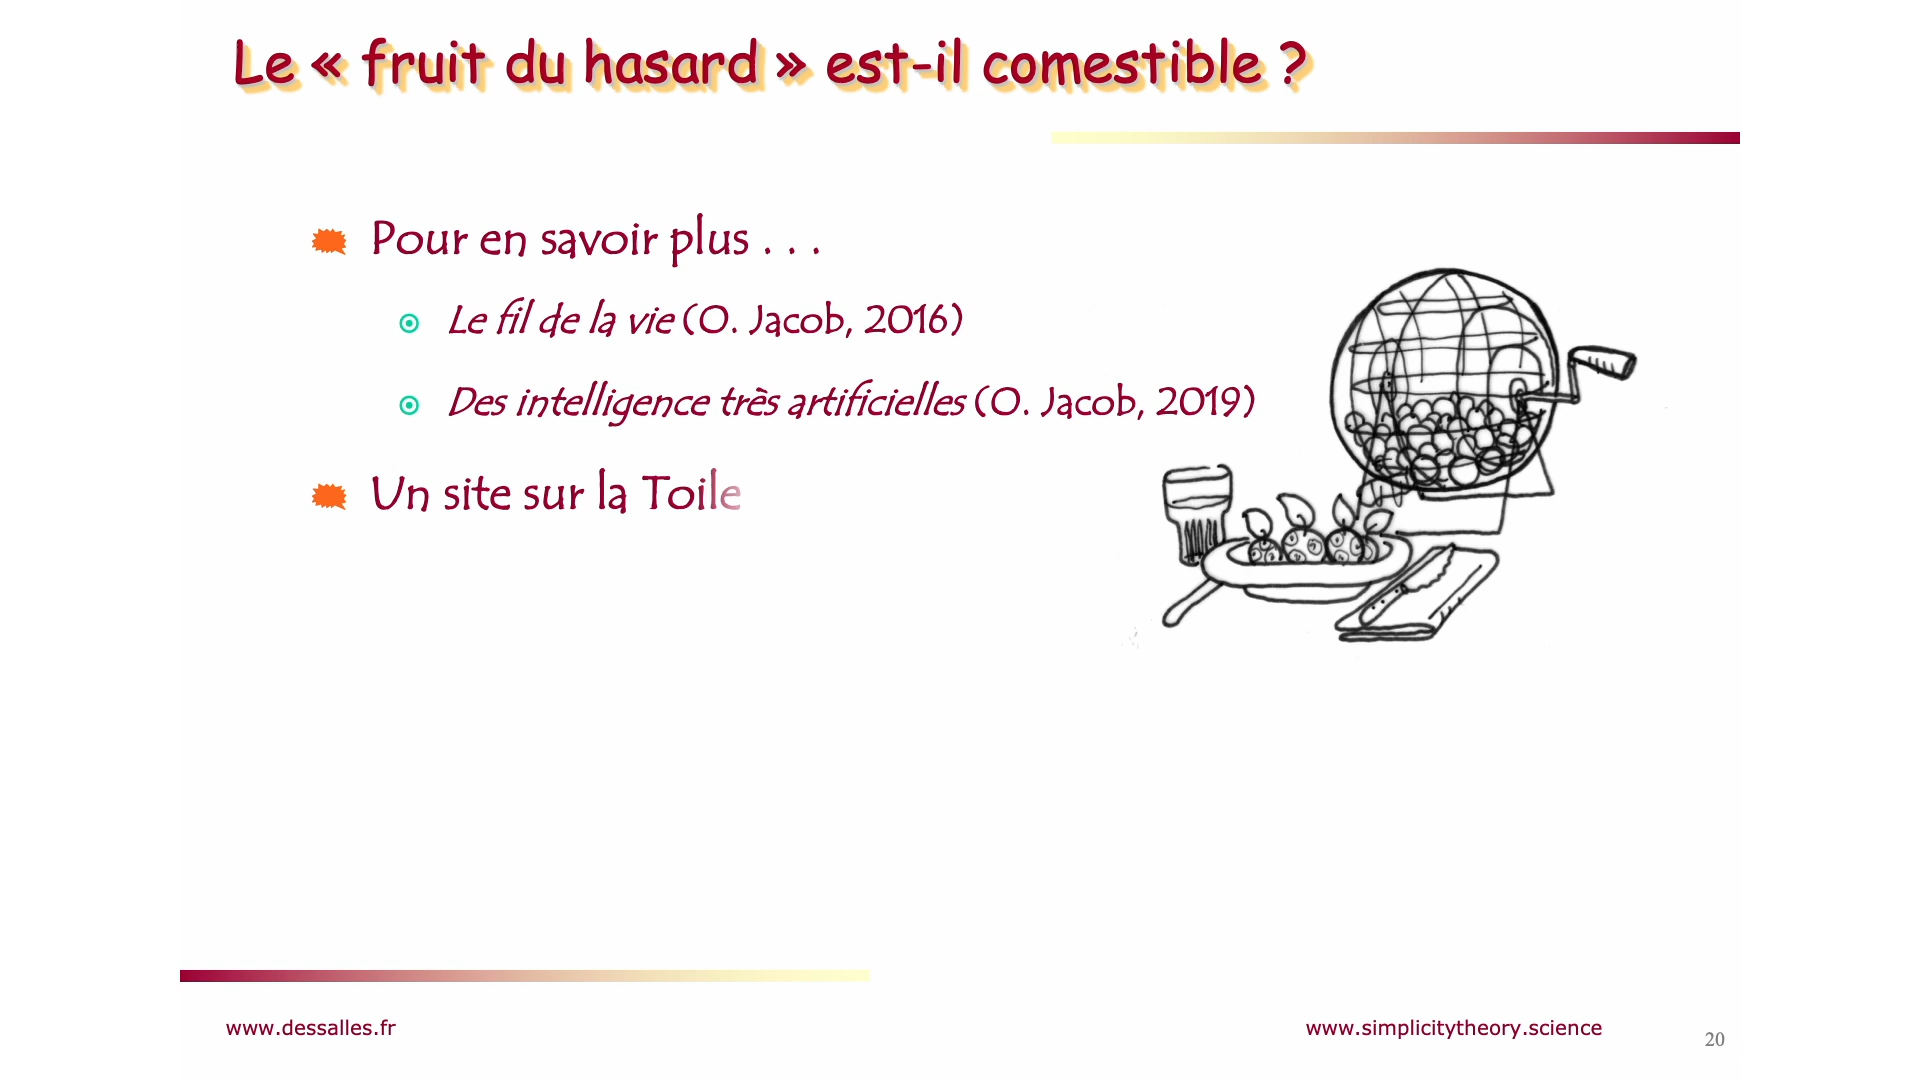 Le « fruit du hasard » est-il comestible ?
Pour en savoir plus . . .
Le fil de la vie (O. Jacob, 2016)
Des intelligence très artificielles (O. Jacob, 2019)
Un site sur la Toile
www.dessalles.fr
www.simplicitytheory.science
20